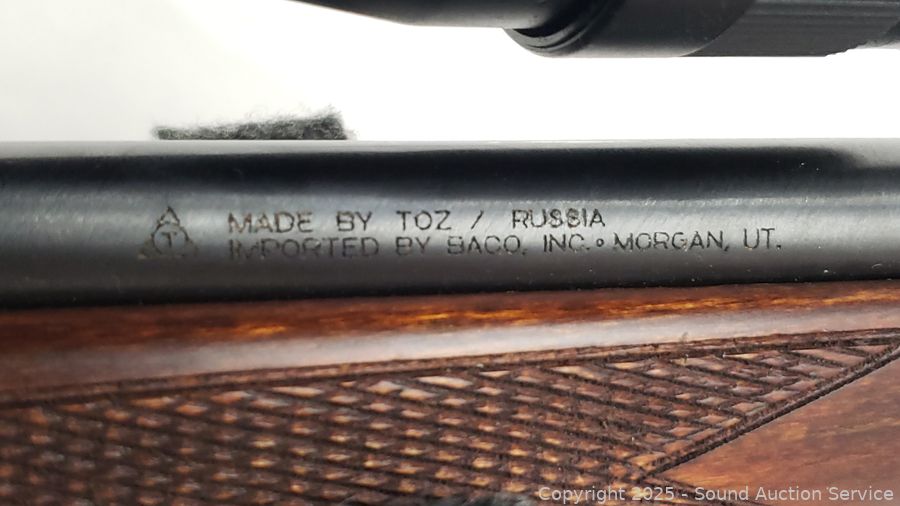 T MADE BY TOZ / RUSSIA
IMPORTED BY BACO, INC. • MORGAN, UT.
Copyright 2025 - Sound Auction Service